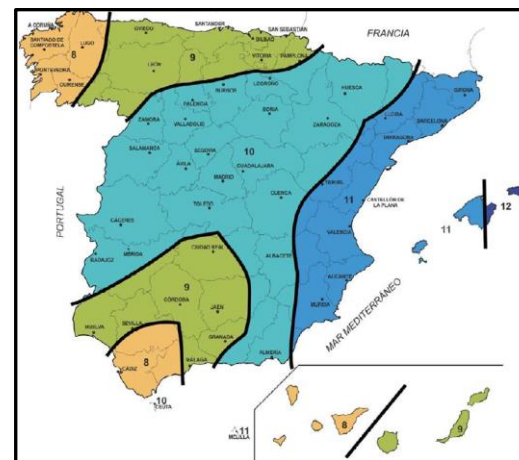 FRANCIA
A CORUÑA
OVIEDO
SANTANDER
SAN SEBASTIÁN
BILBAO
LUGO
8
SANTIAGO DE
COMPOSTELA
9
VITORIA
PAMPLONA
LEÓN
OURENSE
BURGOS
LOGROÑO
HUESCA
GIRONA
PALENCIA
LLEIDA
ZAMORA
VALLADOLID
SORIA
ZARAGOZA
BARCELONA
TARRAGONA
SALAMANCA
SEGOVIA
10
ÁVILA
GUADALAJARA
MADRID
TERUEL
11
12
PORTUGAL
TOLEDO
CUENCA
CASTELLÓN DE
LA PLANA
11
CÁCERES
VALENCIA
BADAJOZ
MÉRIDA
CIUDAD REAL
ALBACETE
ALICANTE
MAR MEDITERRÁNEO
9
CÓRDOBA
JAÉN
MURCIA
HUELVA
SEVILLA
GRANADA
8
MÁLAGA
ALMERÍA
CÁDIZ
10
CEUTA
11
MELILLA
8
9